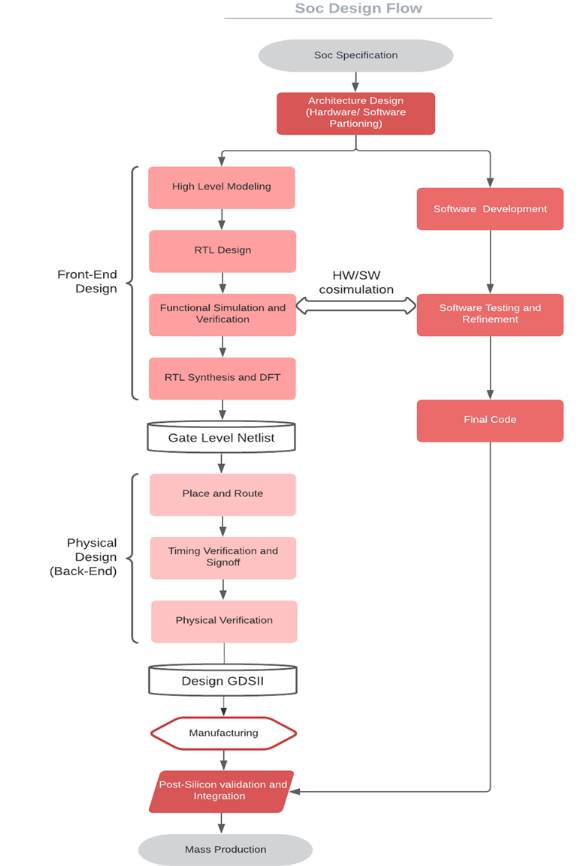 Soc Design Flow
Soc Specification
Architecture Design
(Hardware/ Software
Partioning)
High Level Modeling
Software Development
RTL Design
Front-End
Design
HW/SW
cosimulation
Functional Simulation and
Verification
Software Testing and
Refinement
RTL Synthesis and DFT
Final Code
Gate Level Netlist
Place and Route
Physical
Design
(Back-End)
Timing Verification and
Signoff
Physical Verification
Design GDSII
Manufacturing
Post-Silicon validation and
Integration
Mass Production